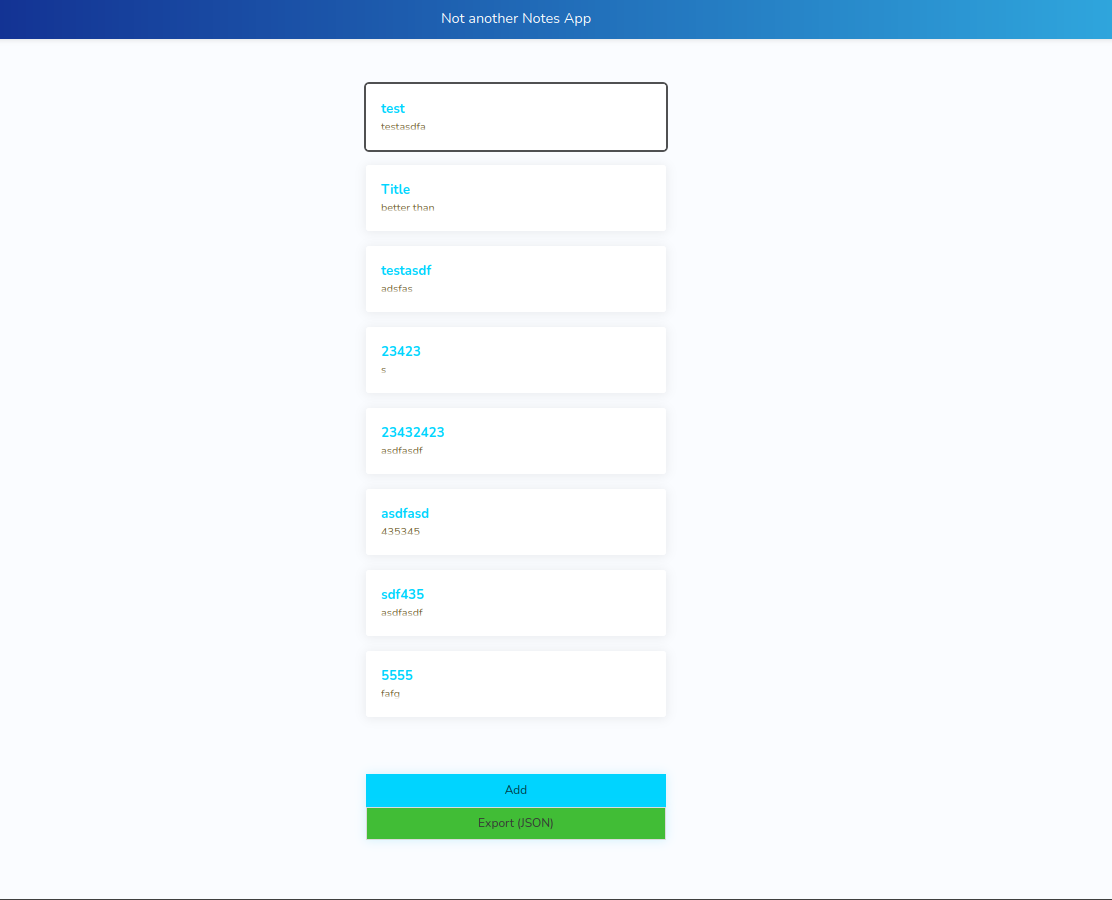 Not another Notes App
test
testasdfa
Title
better than
testasdf
adsfas
23423
s
23432423
asdfasdf
asdfasd
435345
sdf435
asdfasdf
5555
Add
Export (JSON)